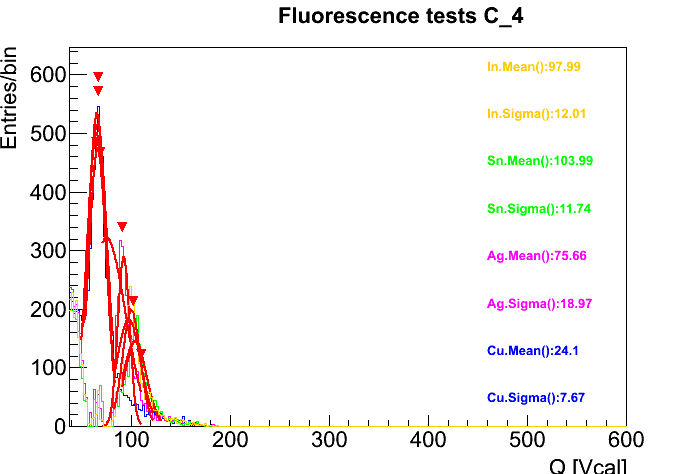 Fluorescence tests C_4
Entries/bin
600
500
400
300
200
100
0
In.Mean():97.99
In.Sigma():12.01
Sn.Mean():103.99
Sn.Sigma():11.74
Ag.Mean():75.66
Ag.Sigma():18.97
Cu.Mean():24.1
Cu.Sigma():7.67
100 200 300 400 500 600
Q [Vcal]